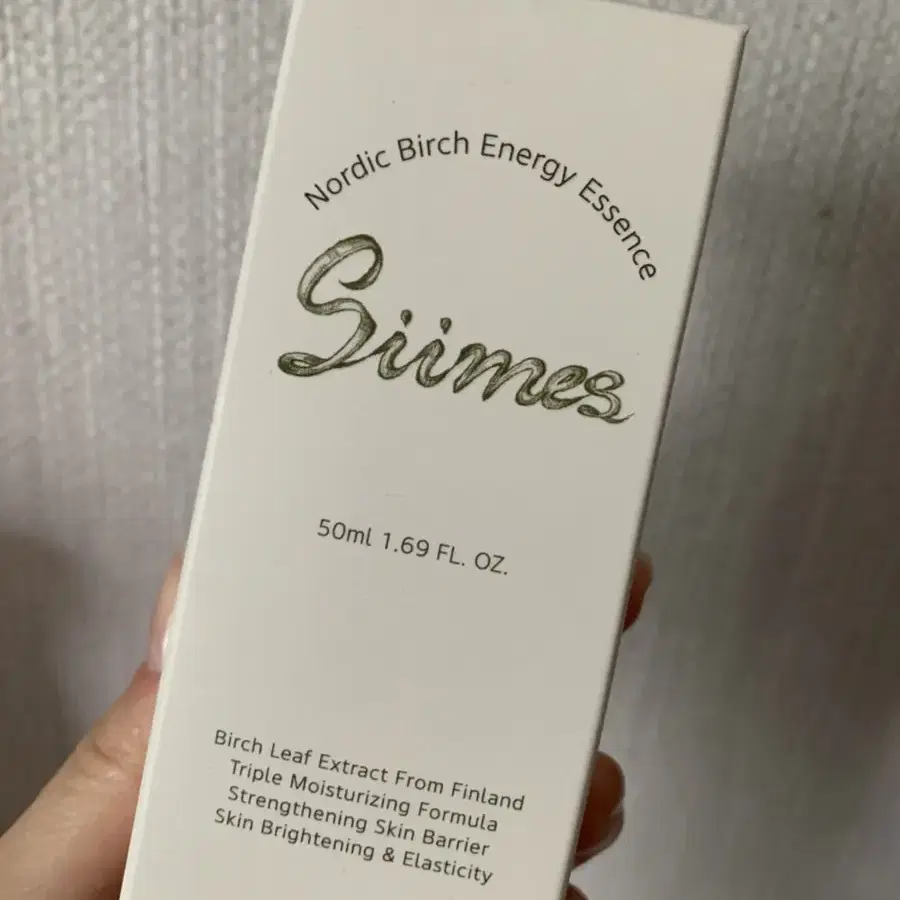 Nordic Birch Energy Essence
Siimes
50ml 1.69 FL. OZ.
Birch Leaf Extract From Finland
Triple Moisturizing Formula
Strengthening Skin Barrier
Skin Brightening & Elasticity